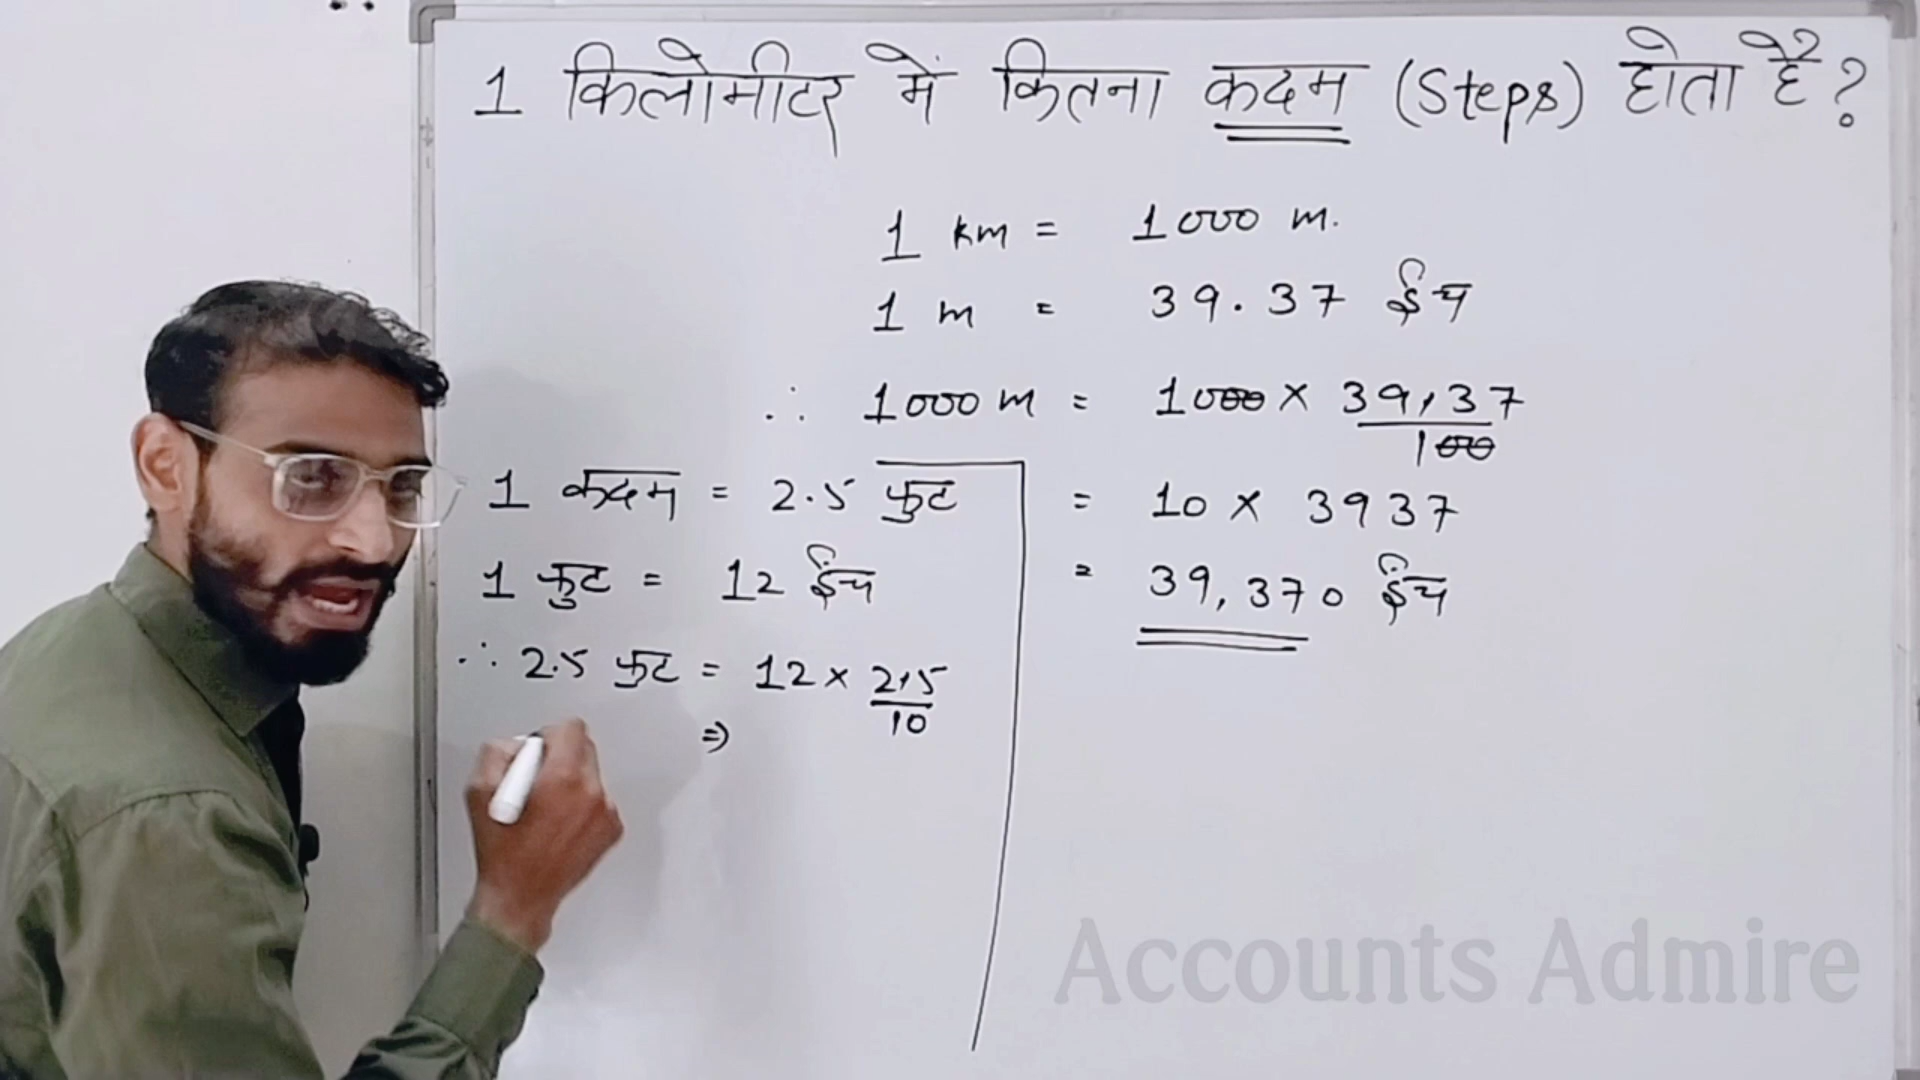 1 किलोमीटर में कितना कदम (Steps) होता है?
1 km = 1000 m.
1 m = 39.37 ईंच
∴ 1000 m = 1000 × 39.37/100
= 10 × 3937
= 39,370 ईंच
1 कदम = 2.5 फुट
1 फुट = 12 ईंच
∴ 2.5 फुट = 12 × 2.5/10
⇒
Accounts Admire